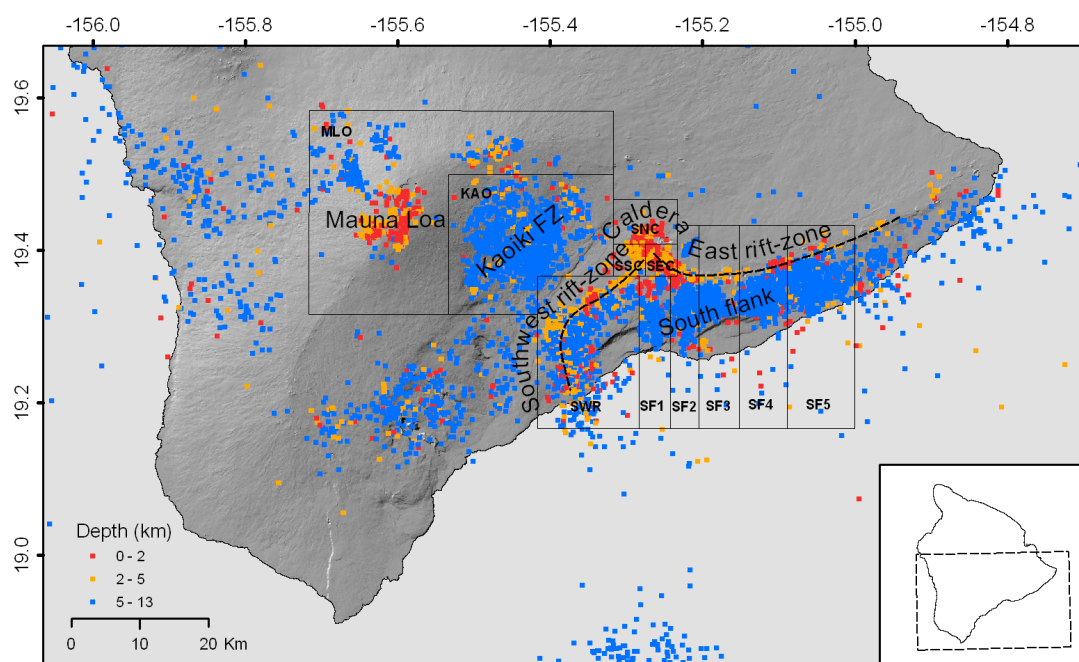 -156.0 -155.8 -155.6 -155.4 -155.2 -155.0 -154.8
19.6
19.4
19.2
19.0
MLO
KAO
Mauna Loa
Kaoiki FZ
Caldera
SNC
SSC SEC
East rift-zone
Southwest rift-zone
South flank
SWR SF1 SF2 SF3 SF4 SF5
Depth (km)
0 - 2
2 - 5
5 - 13
0 10 20 Km